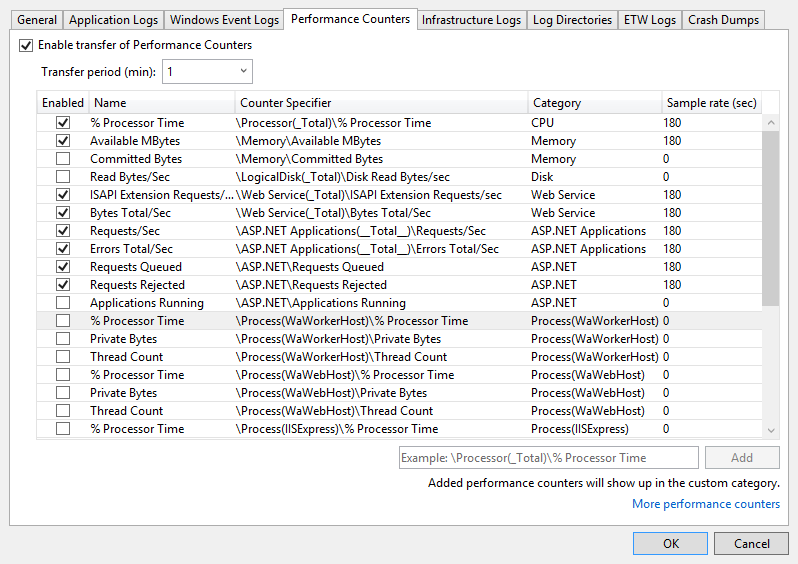 General Application Logs Windows Event Logs Performance Counters Infrastructure Logs Log Directories ETW Logs Crash Dumps
Enable transfer of Performance Counters
Transfer period (min): 1
Enabled Name Counter Specifier Category Sample rate (sec)
% Processor Time \Processor(_Total)\% Processor Time CPU 180
Available MBytes \Memory\Available MBytes Memory 180
Committed Bytes \Memory\Committed Bytes Memory 0
Read Bytes/Sec \LogicalDisk(_Total)\Disk Read Bytes/sec Disk 0
ISAPI Extension Requests/... \Web Service(_Total)\ISAPI Extension Requests/sec Web Service 180
Bytes Total/Sec \Web Service(_Total)\Bytes Total/Sec Web Service 180
Requests/Sec \ASP.NET Applications(__Total__)\Requests/Sec ASP.NET Applications 180
Errors Total/Sec \ASP.NET Applications(__Total__)\Errors Total/Sec ASP.NET Applications 180
Requests Queued \ASP.NET\Requests Queued ASP.NET 180
Requests Rejected \ASP.NET\Requests Rejected ASP.NET 180
Applications Running \ASP.NET\Applications Running ASP.NET 0
% Processor Time \Process(WaWorkerHost)\% Processor Time Process(WaWorkerHost) 0
Private Bytes \Process(WaWorkerHost)\Private Bytes Process(WaWorkerHost) 0
Thread Count \Process(WaWorkerHost)\Thread Count Process(WaWorkerHost) 0
% Processor Time \Process(WaWebHost)\% Processor Time Process(WaWebHost) 0
Private Bytes \Process(WaWebHost)\Private Bytes Process(WaWebHost) 0
Thread Count \Process(WaWebHost)\Thread Count Process(WaWebHost) 0
% Processor Time \Process(IISExpress)\% Processor Time Process(IISExpress) 0
Example: \Processor(_Total)\% Processor Time Add
Added performance counters will show up in the custom category.
More performance counters
OK Cancel